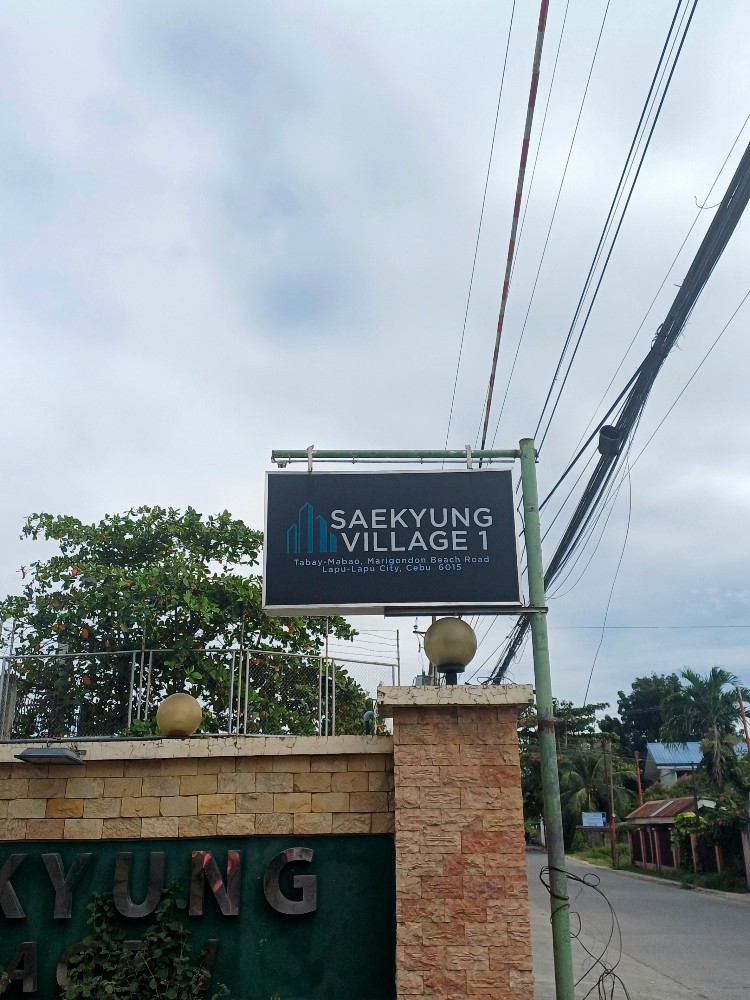 SAEKYUNG
VILLAGE 1
Tabay-Mabao, Marigondon Beach Road
Lapu-Lapu City, Cebu 6015
KYUNG